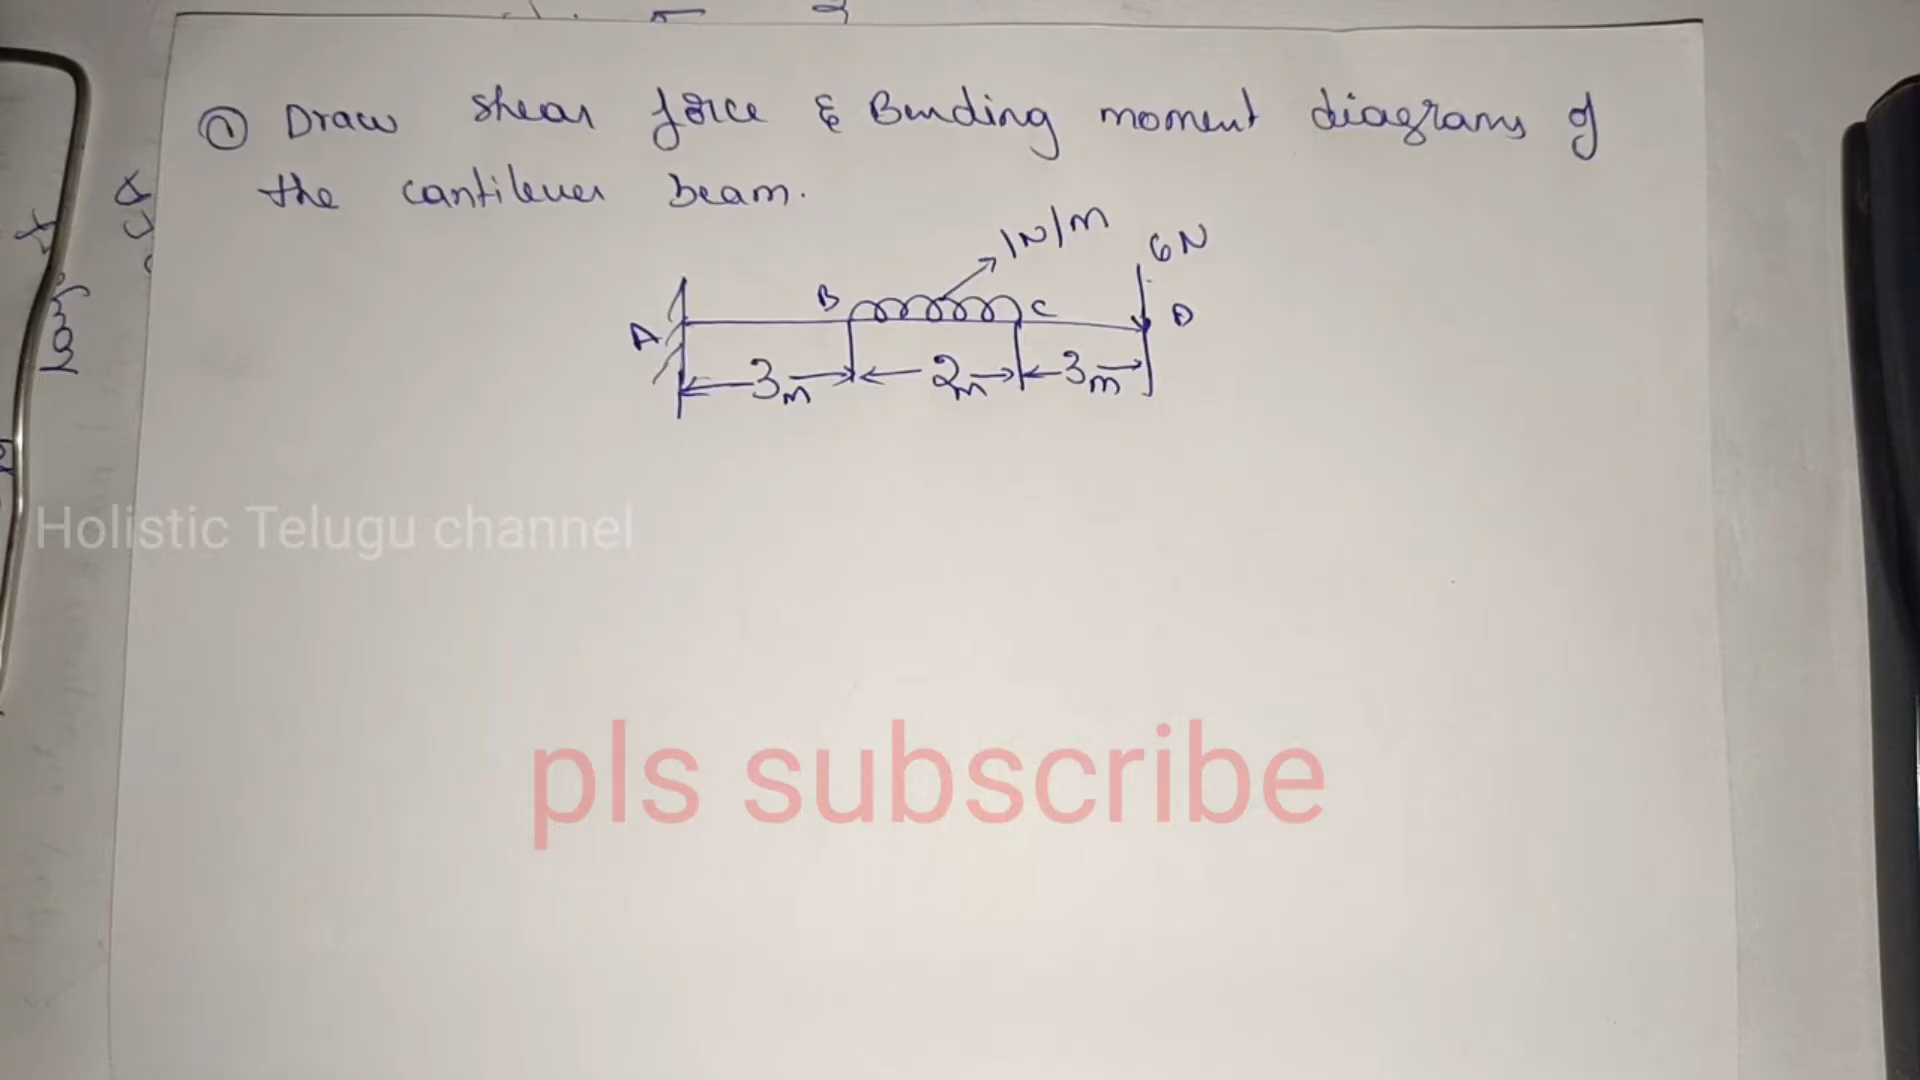 ① Draw shear force & Bending moment diagrams of
the cantilever beam.
1N/m
6N
A
B
C
D
3m
2m
3m
Holistic Telugu channel
pls subscribe